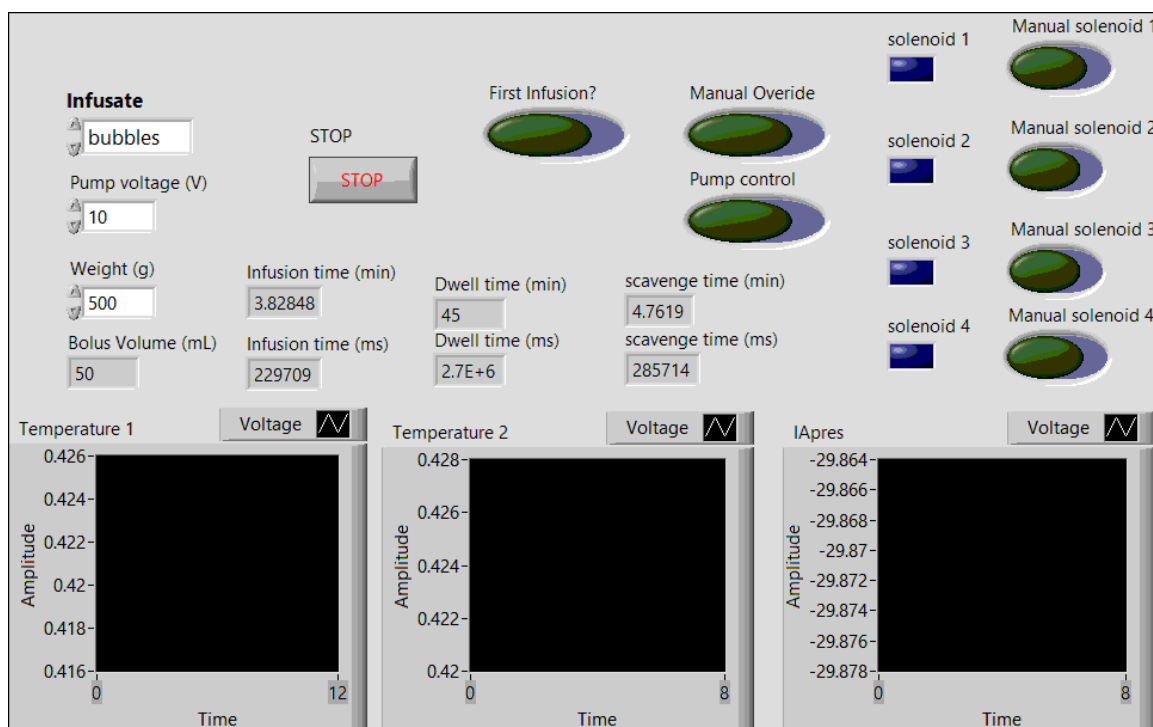 Infusate
bubbles
Pump voltage (V)
10
Weight (g)
500
Bolus Volume (mL)
50
STOP
STOP
Infusion time (min)
3.82848
Infusion time (ms)
229709
First Infusion?
Dwell time (min)
45
Dwell time (ms)
2.7E+6
Manual Overide
Pump control
scavenge time (min)
4.7619
scavenge time (ms)
285714
solenoid 1
Manual solenoid 1
solenoid 2
Manual solenoid 2
solenoid 3
Manual solenoid 3
solenoid 4
Manual solenoid 4
Temperature 1
Voltage
Amplitude
0.426
0.424
0.422
0.42
0.418
0.416
0
12
Time
Temperature 2
Voltage
Amplitude
0.428
0.426
0.424
0.422
0.42
0
8
Time
IApres
Voltage
Amplitude
-29.864
-29.866
-29.868
-29.87
-29.872
-29.874
-29.876
-29.878
0
8
Time